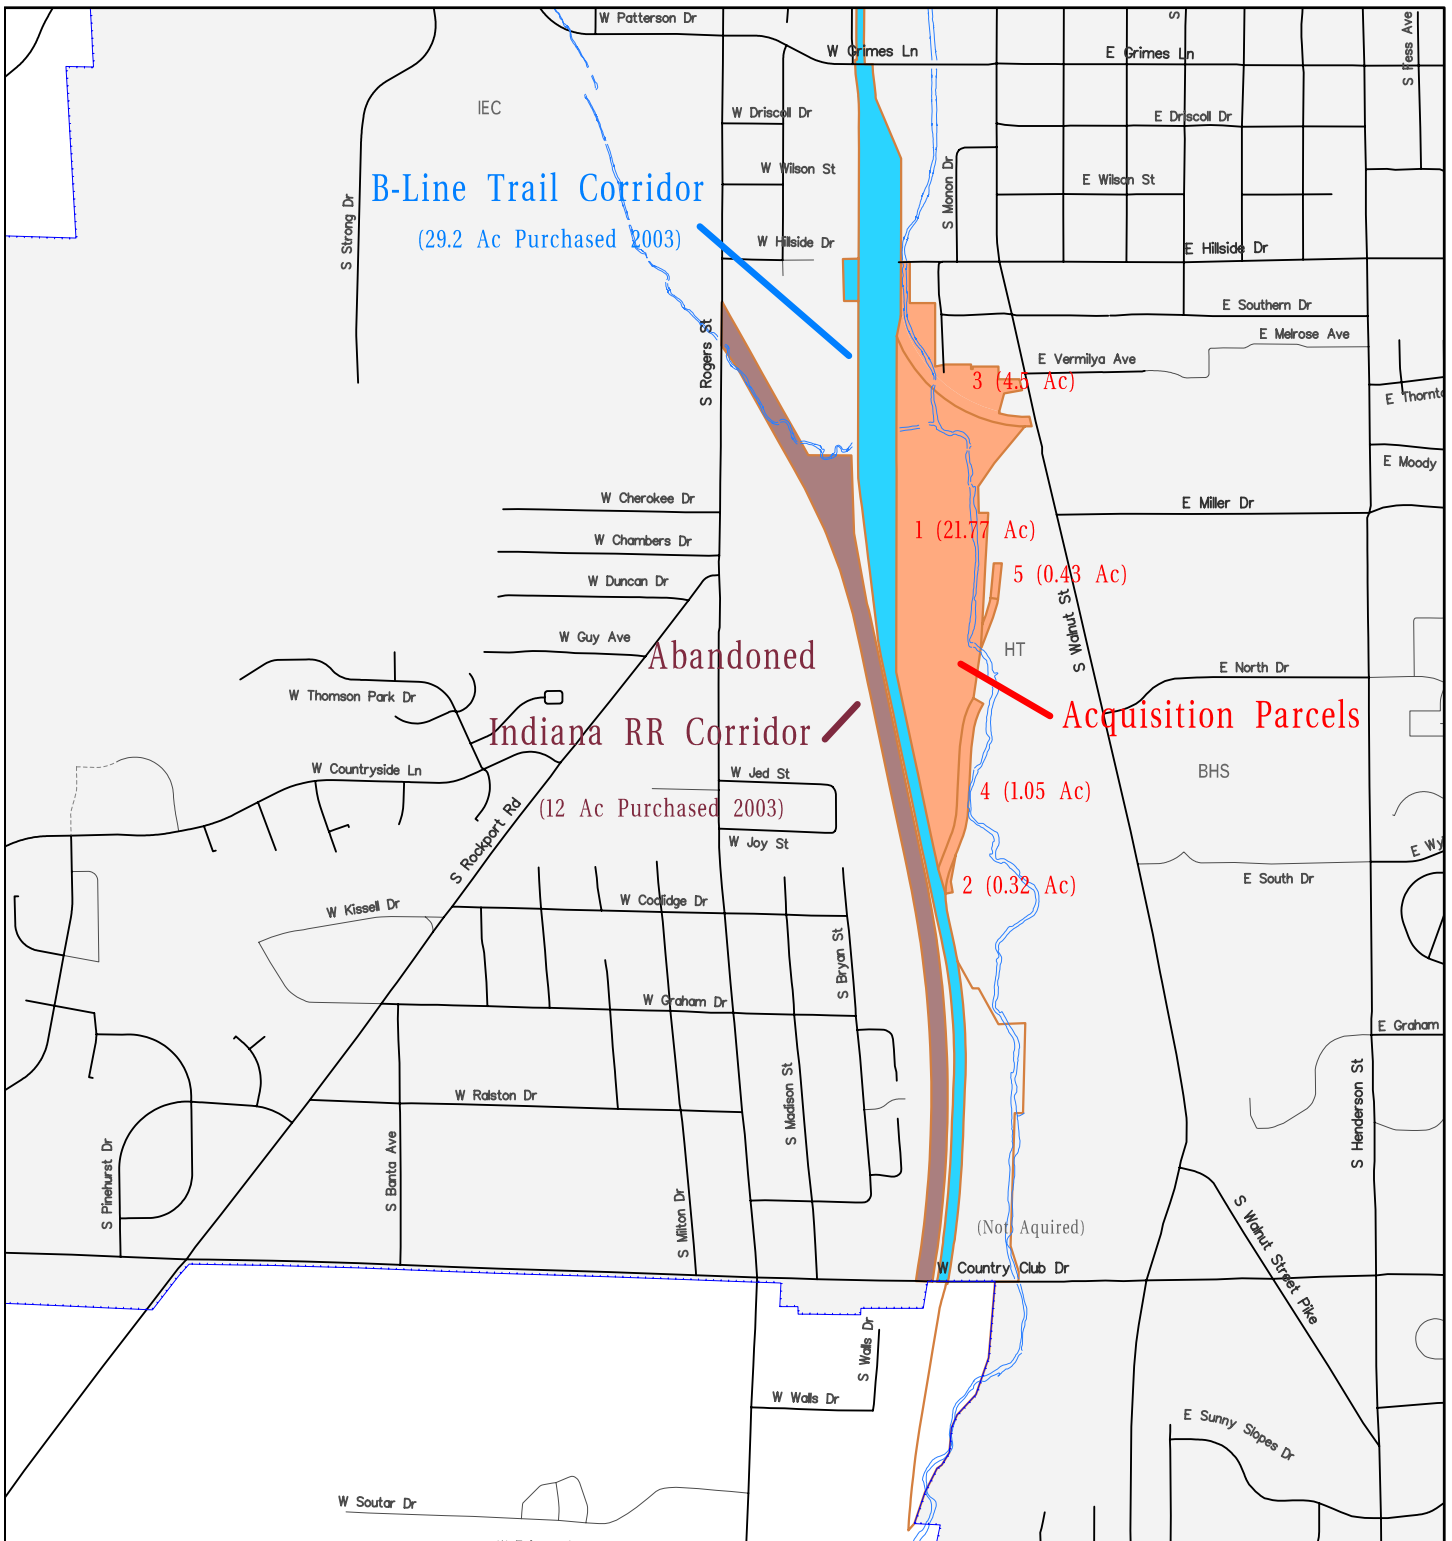 W Patterson Dr
S
S Fess Ave
W Grimes Ln
E Grimes Ln
IEC
W Driscoll Dr
E Driscoll Dr
W Wilson St
E Wilson St
S Monon Dr
B-Line Trail Corridor
(29.2 Ac Purchased 2003)
S Strong Dr
W Hillside Dr
E Hillside Dr
E Southern Dr
E Melrose Ave
S Rogers St
E Vermilya Ave
3 (4.5 Ac)
E Thornto
E Moody
W Cherokee Dr
E Miller Dr
1 (21.77 Ac)
W Chambers Dr
W Duncan Dr
5 (0.43 Ac)
S Walnut St
W Guy Ave
HT
Abandoned
Indiana RR Corridor
(12 Ac Purchased 2003)
E North Dr
W Thomson Park Dr
Acquisition Parcels
W Countryside Ln
W Jed St
BHS
4 (1.05 Ac)
S Rockport Rd
W Joy St
E Wy
2 (0.32 Ac)
E South Dr
W Kissell Dr
W Coolidge Dr
S Bryan St
W Graham Dr
E Graham
W Ralston Dr
S Madison St
S Henderson St
S Pinehurst Dr
S Banta Ave
S Milton Dr
(Not Aquired)
S Walnut Street Pike
W Country Club Dr
S Walls Dr
W Walls Dr
E Sunny Slopes Dr
W Soutar Dr